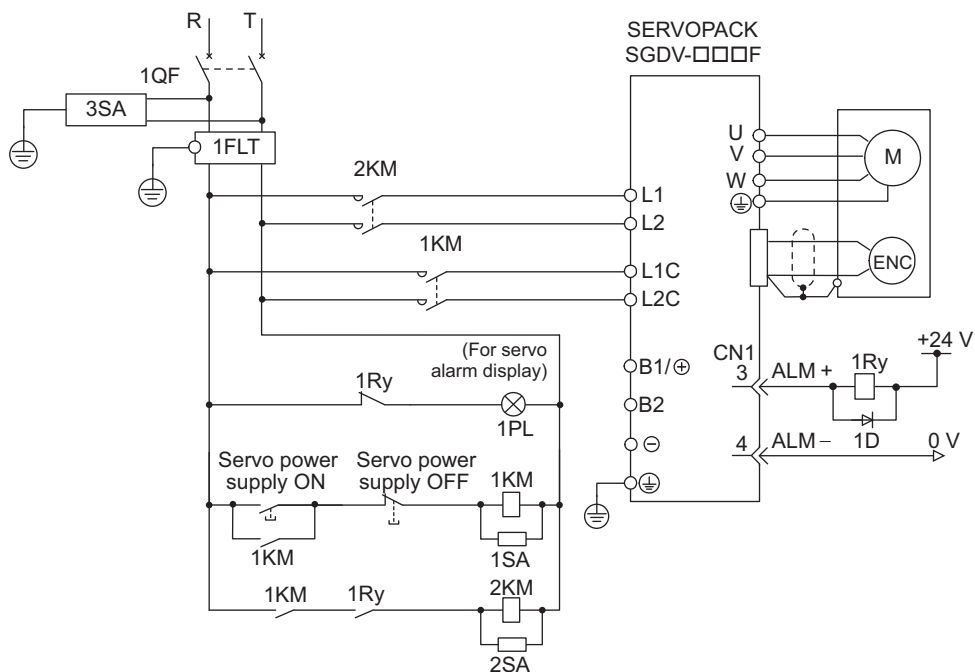 R T
SERVOPACK
SGDV-□□□F
1QF
3SA
1FLT
U
V
W
M
2KM
L1
L2
1KM
L1C
L2C
ENC
(For servo
alarm display)
1Ry
1PL
B1/⊕
B2
⊖
CN1
3 ALM +
1Ry
+24 V
1D
4 ALM − 0 V
Servo power
supply ON
Servo power
supply OFF
1KM
1KM
1SA
1KM
1Ry
2KM
2SA